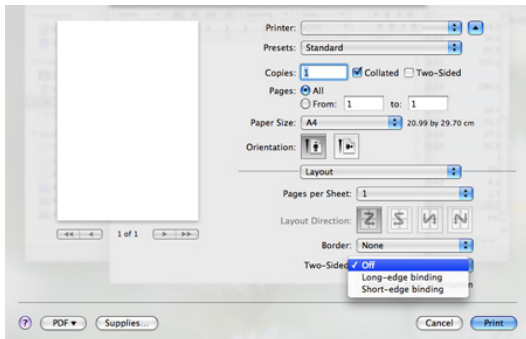 Printer:
Presets: Standard
Copies: 1 Collated Two-Sided
Pages: All
From: 1 to: 1
Paper Size: A4 20.99 by 29.70 cm
Orientation:
Layout
Pages per Sheet: 1
Layout Direction:
1 of 1
Border: None
Two-Sided ✓ Off
Long-edge binding
Short-edge binding
? PDF ▼ Supplies... Cancel Print